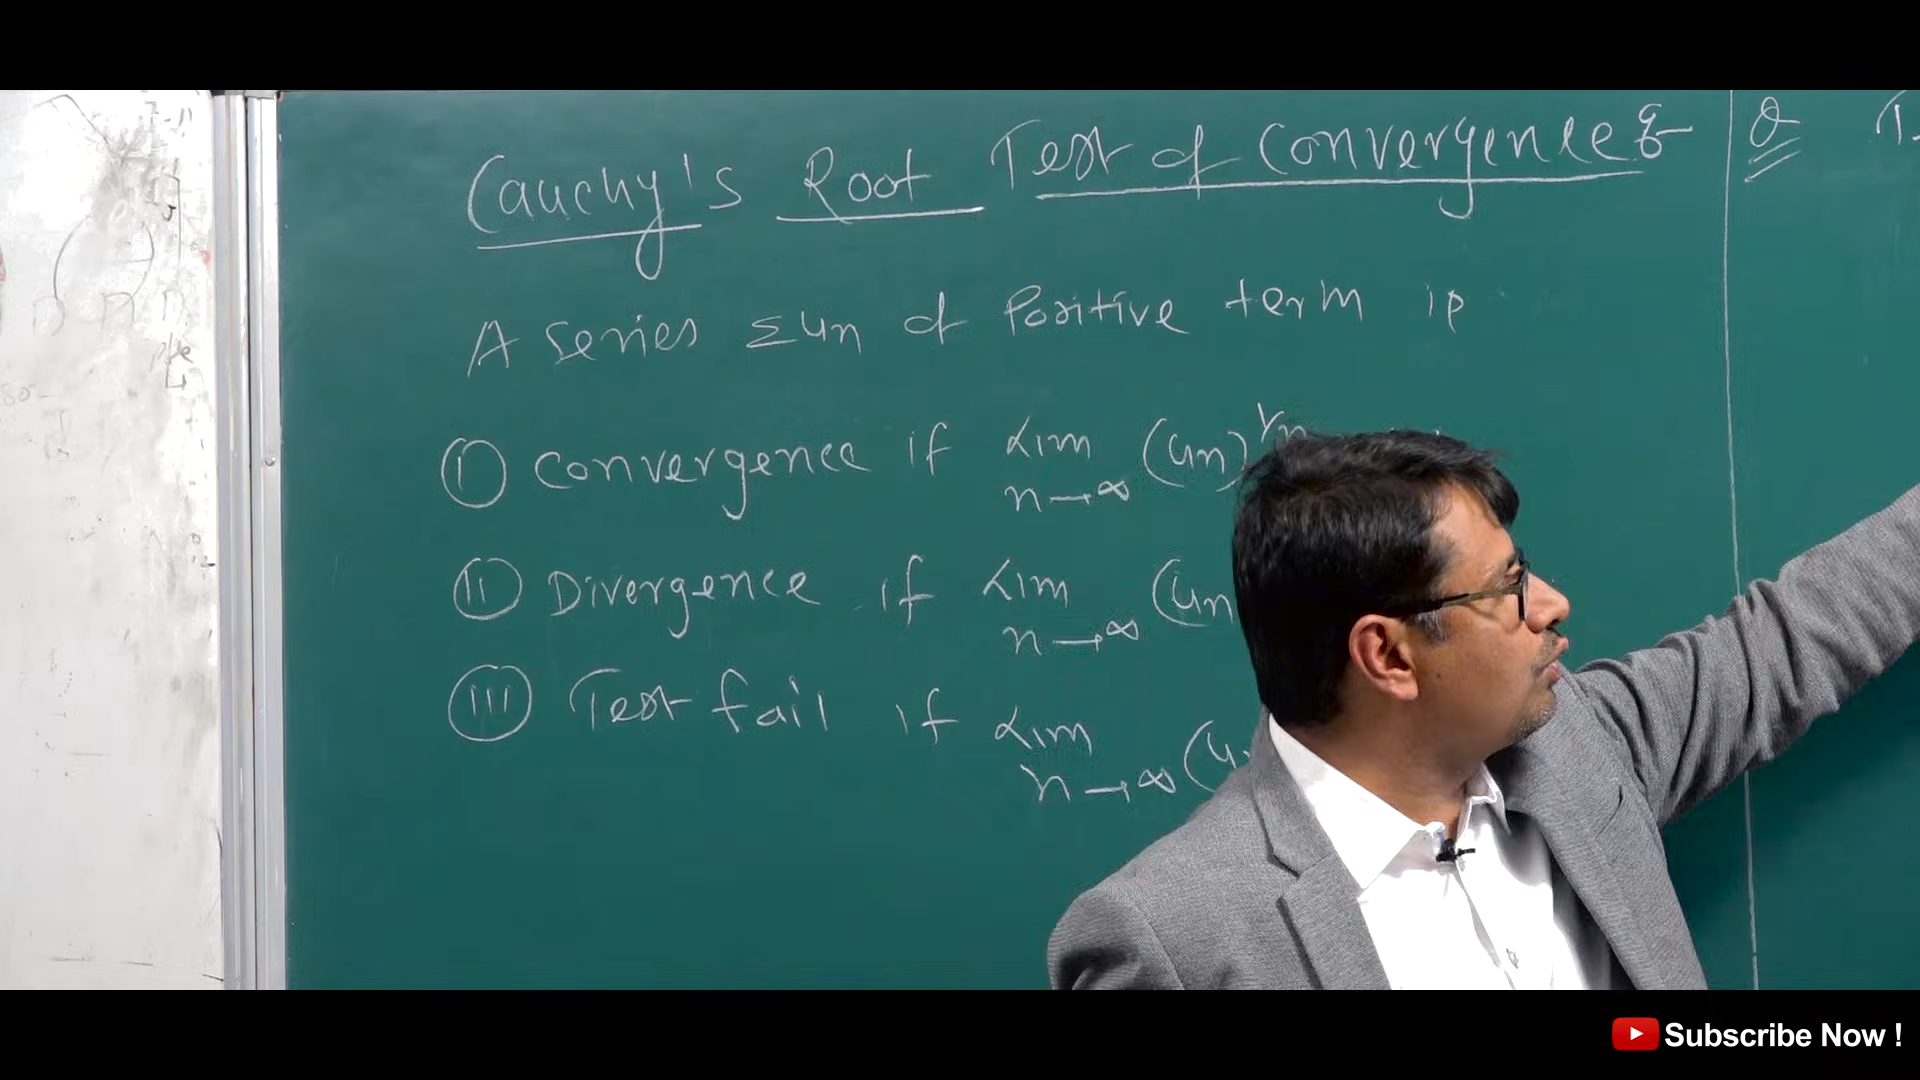 Cauchy's Root Test of Convergence :-
A series Σun of Positive term is
(i) Convergence if Lim n→∞ (un)^1/n
(ii) Divergence if Lim n→∞ (un
(iii) Test fail if Lim n→∞ (u
Q
Subscribe Now !